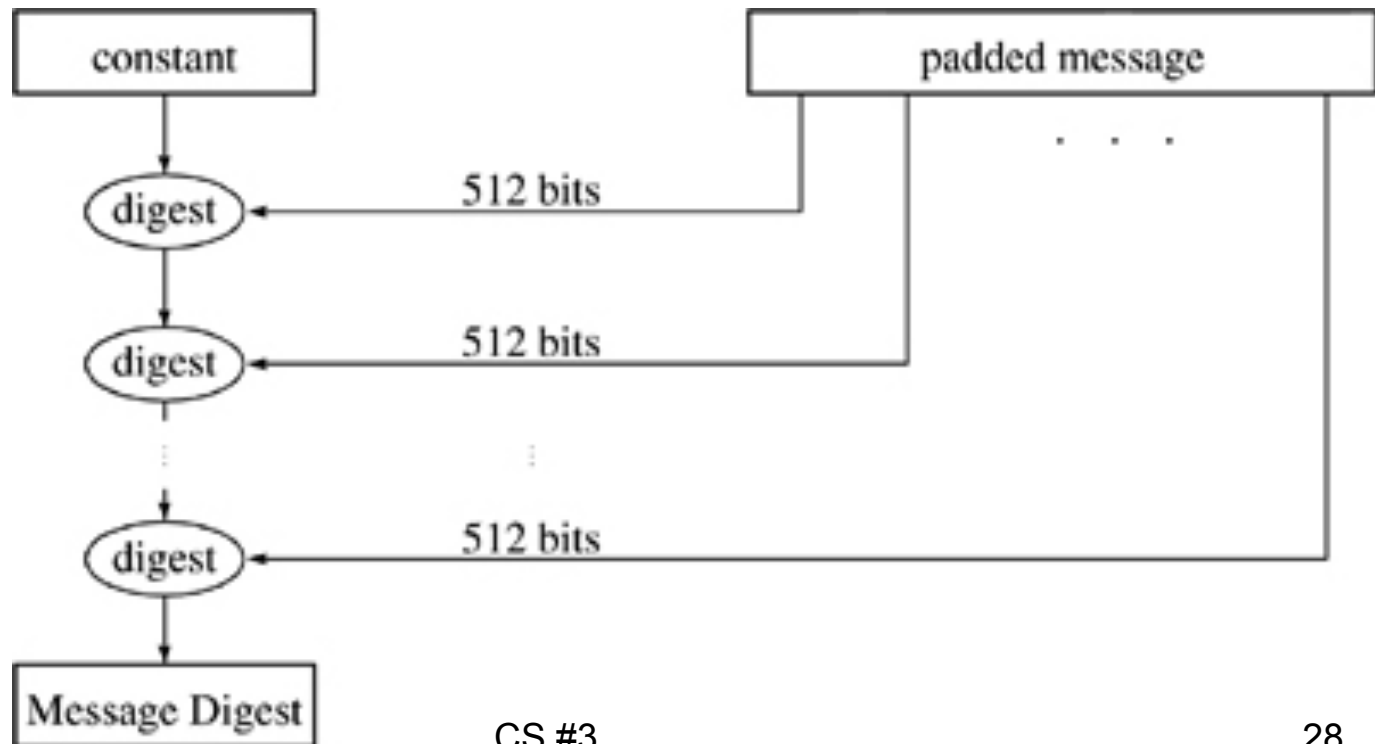 constant
padded message
. . .
512 bits
digest
512 bits
digest
512 bits
digest
Message Digest
CS #3
28